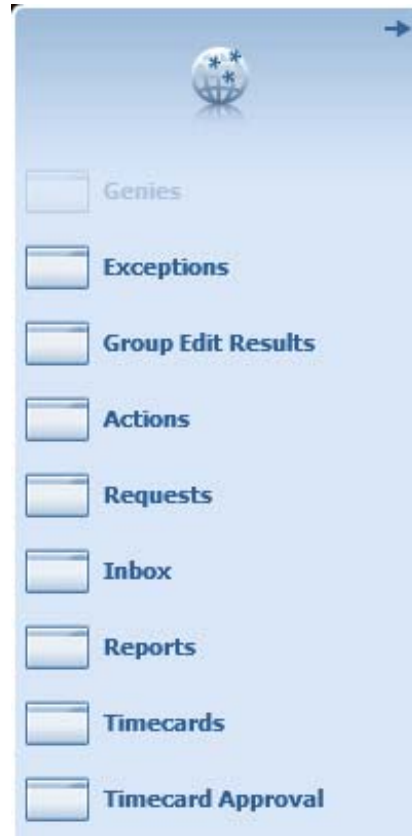 Genies
Exceptions
Group Edit Results
Actions
Requests
Inbox
Reports
Timecards
Timecard Approval